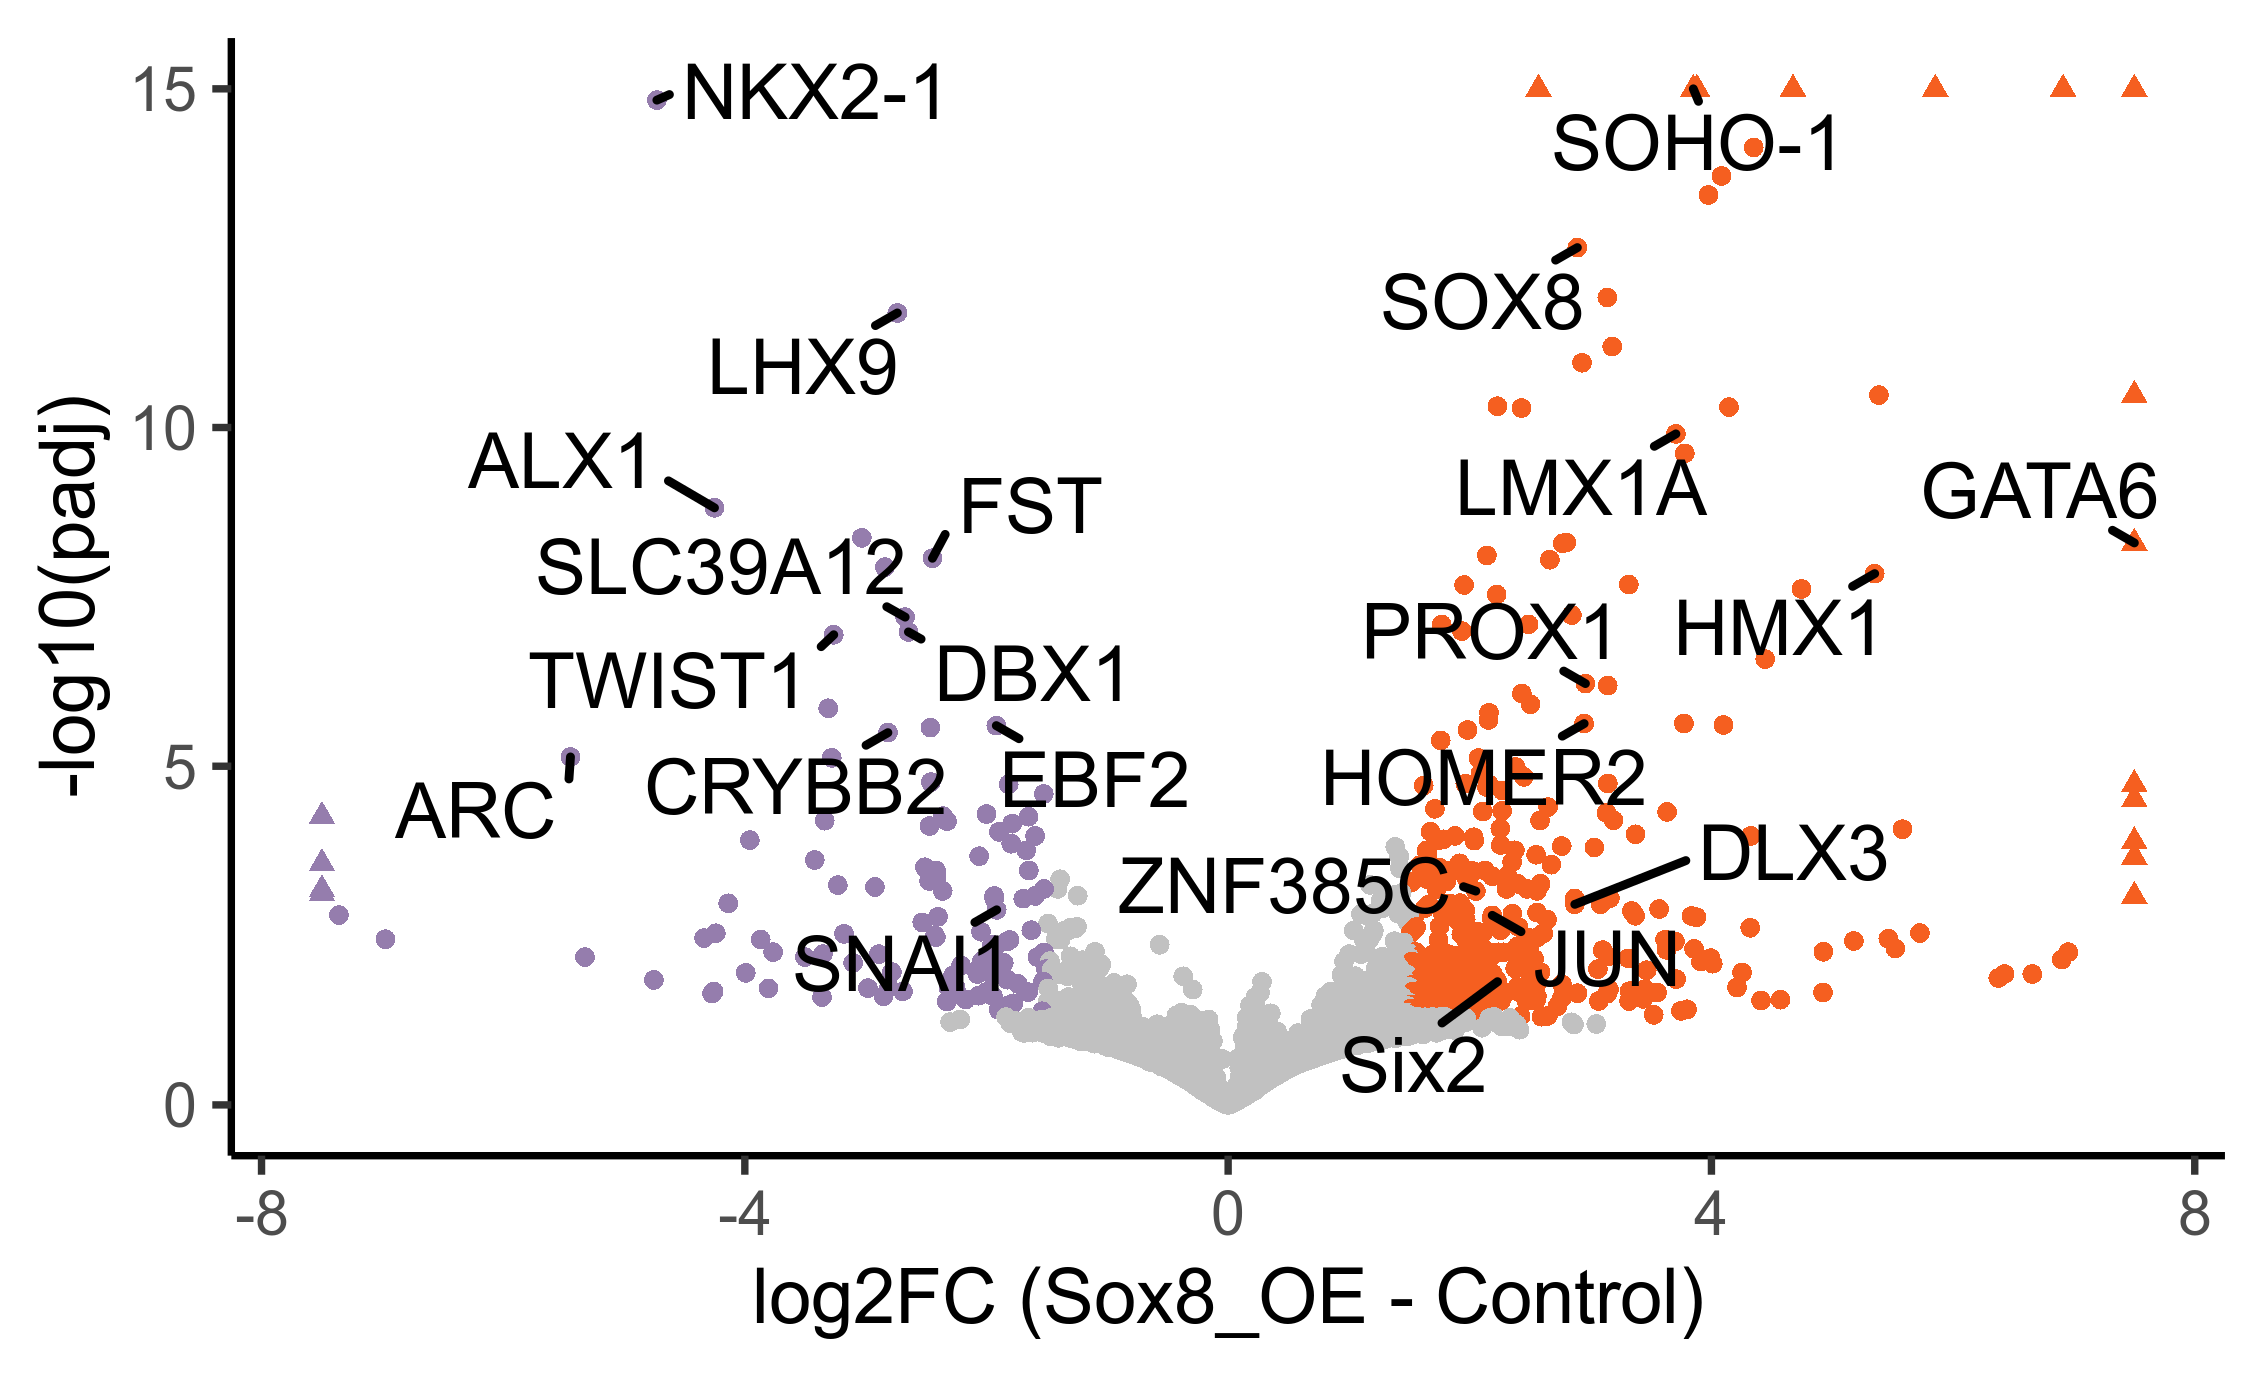 15
10
5
0
-log10(padj)
NKX2-1
SOHO-1
SOX8
LHX9
ALX1
FST
LMX1A
GATA6
SLC39A12
PROX1
HMX1
TWIST1
DBX1
CRYBB2
EBF2
HOMER2
ARC
DLX3
ZNF385C
SNAI1
JUN
Six2
-8
-4
0
4
8
log2FC (Sox8_OE - Control)